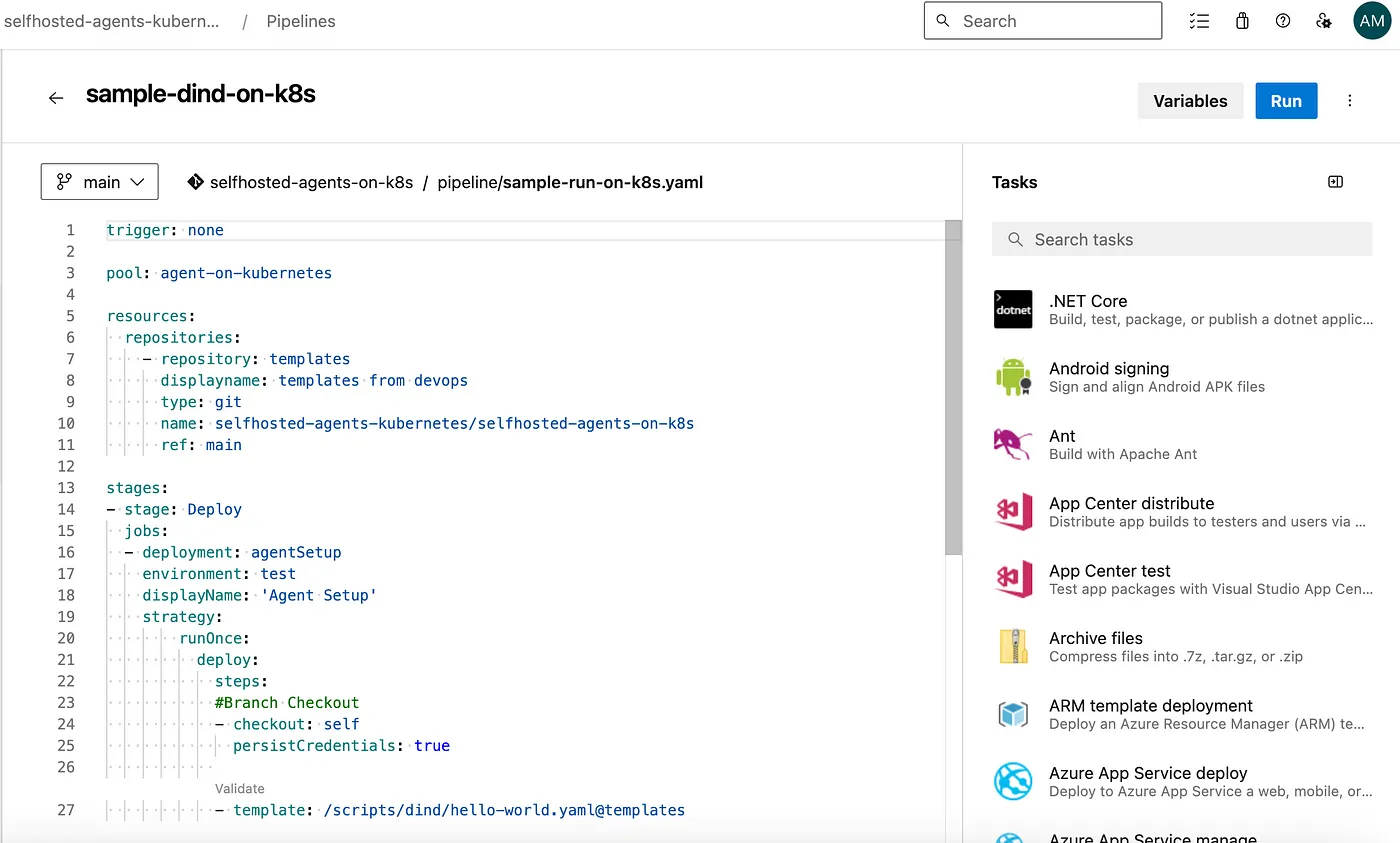 selfhosted-agents-kubern... / Pipelines
Search
AM
sample-dind-on-k8s
Variables
Run
main
selfhosted-agents-on-k8s / pipeline/sample-run-on-k8s.yaml
1 trigger: none
2
3 pool: agent-on-kubernetes
4
5 resources:
6   repositories:
7     - repository: templates
8       displayname: templates from devops
9       type: git
10       name: selfhosted-agents-kubernetes/selfhosted-agents-on-k8s
11       ref: main
12
13 stages:
14 - stage: Deploy
15   jobs:
16   - deployment: agentSetup
17     environment: test
18     displayName: 'Agent Setup'
19     strategy:
20         runOnce:
21           deploy:
22             steps:
23             #Branch Checkout
24             - checkout: self
25               persistCredentials: true
26
Validate
27             - template: /scripts/dind/hello-world.yaml@templates
Tasks
Search tasks
dotnet
.NET Core
Build, test, package, or publish a dotnet applic...
Android signing
Sign and align Android APK files
Ant
Build with Apache Ant
App Center distribute
Distribute app builds to testers and users via ...
App Center test
Test app packages with Visual Studio App Cen...
Archive files
Compress files into .7z, .tar.gz, or .zip
ARM template deployment
Deploy an Azure Resource Manager (ARM) te...
Azure App Service deploy
Deploy to Azure App Service a web, mobile, or...
Azure App Service manage